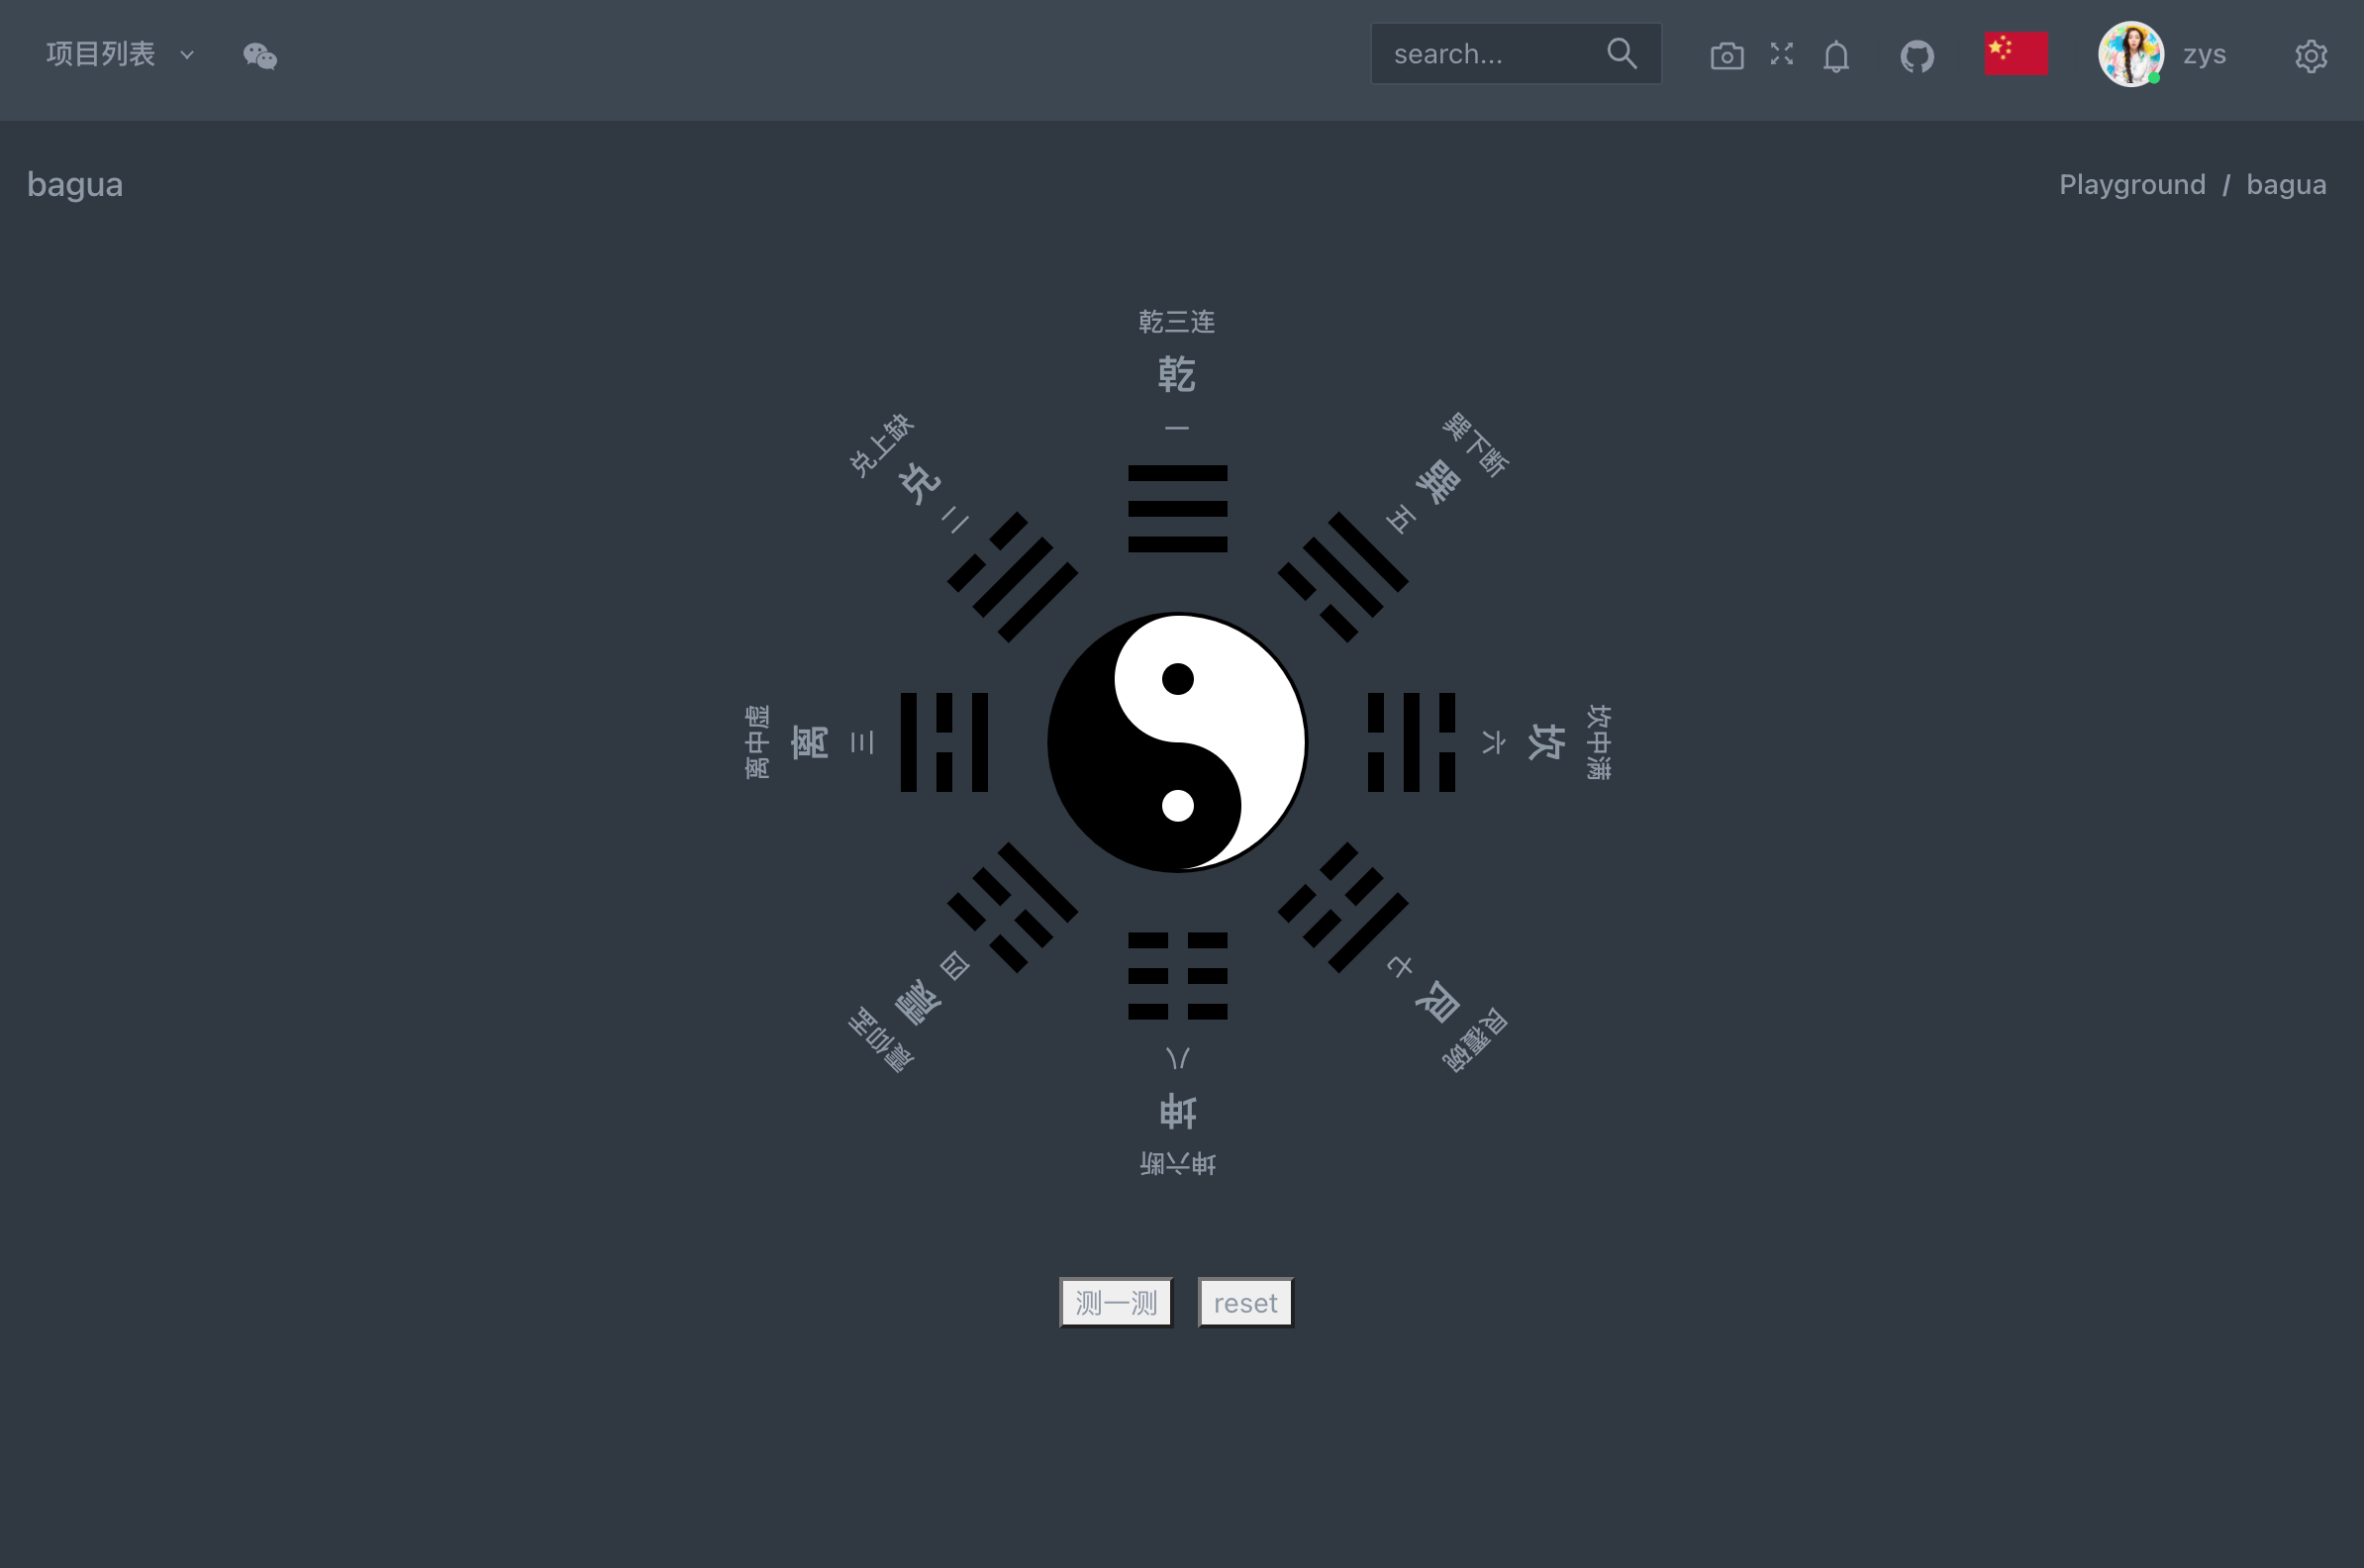 项目列表
search...
zys
bagua
Playground / bagua
乾三连
乾
一
兑上缺
兑
二
巽下断
巽
五
离中虚
离
三
坎中满
坎
六
震仰盂
震
四
艮覆碗
艮
七
八
坤
坤六断
测一测
reset